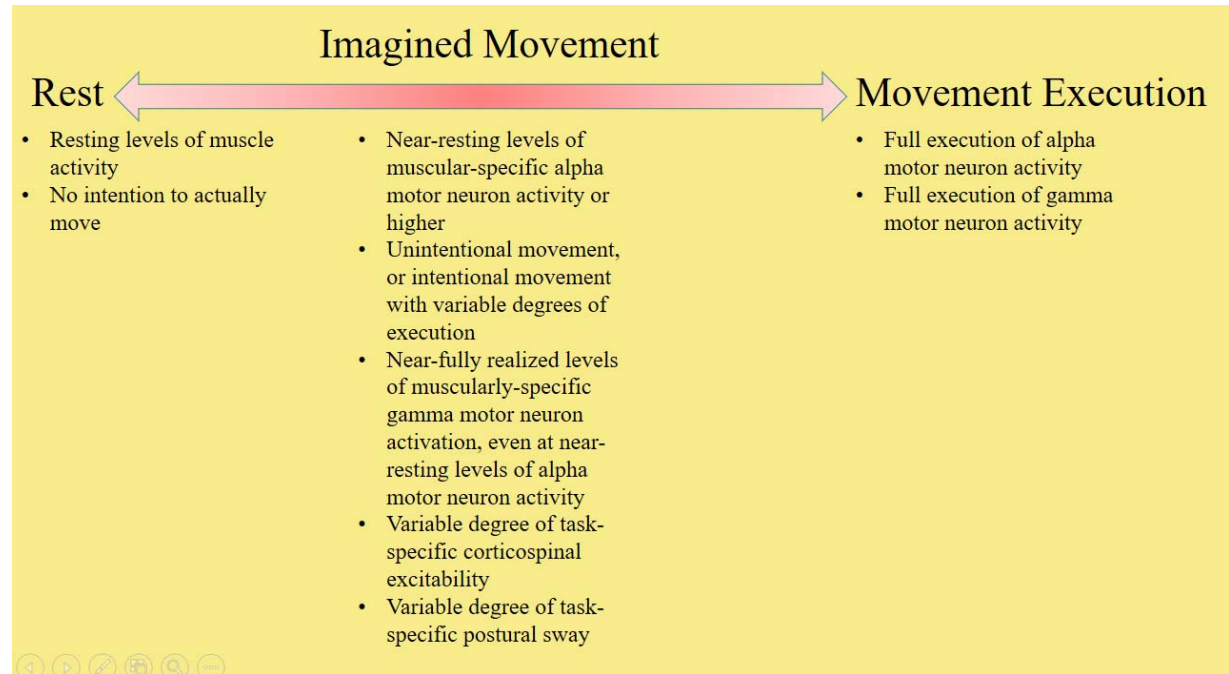 Imagined Movement
Rest
Movement Execution
• Resting levels of muscle
activity
• No intention to actually
move
• Near-resting levels of
muscular-specific alpha
motor neuron activity or
higher
• Unintentional movement,
or intentional movement
with variable degrees of
execution
• Near-fully realized levels
of muscularly-specific
gamma motor neuron
activation, even at near-
resting levels of alpha
motor neuron activity
• Variable degree of task-
specific corticospinal
excitability
• Variable degree of task-
specific postural sway
• Full execution of alpha
motor neuron activity
• Full execution of gamma
motor neuron activity